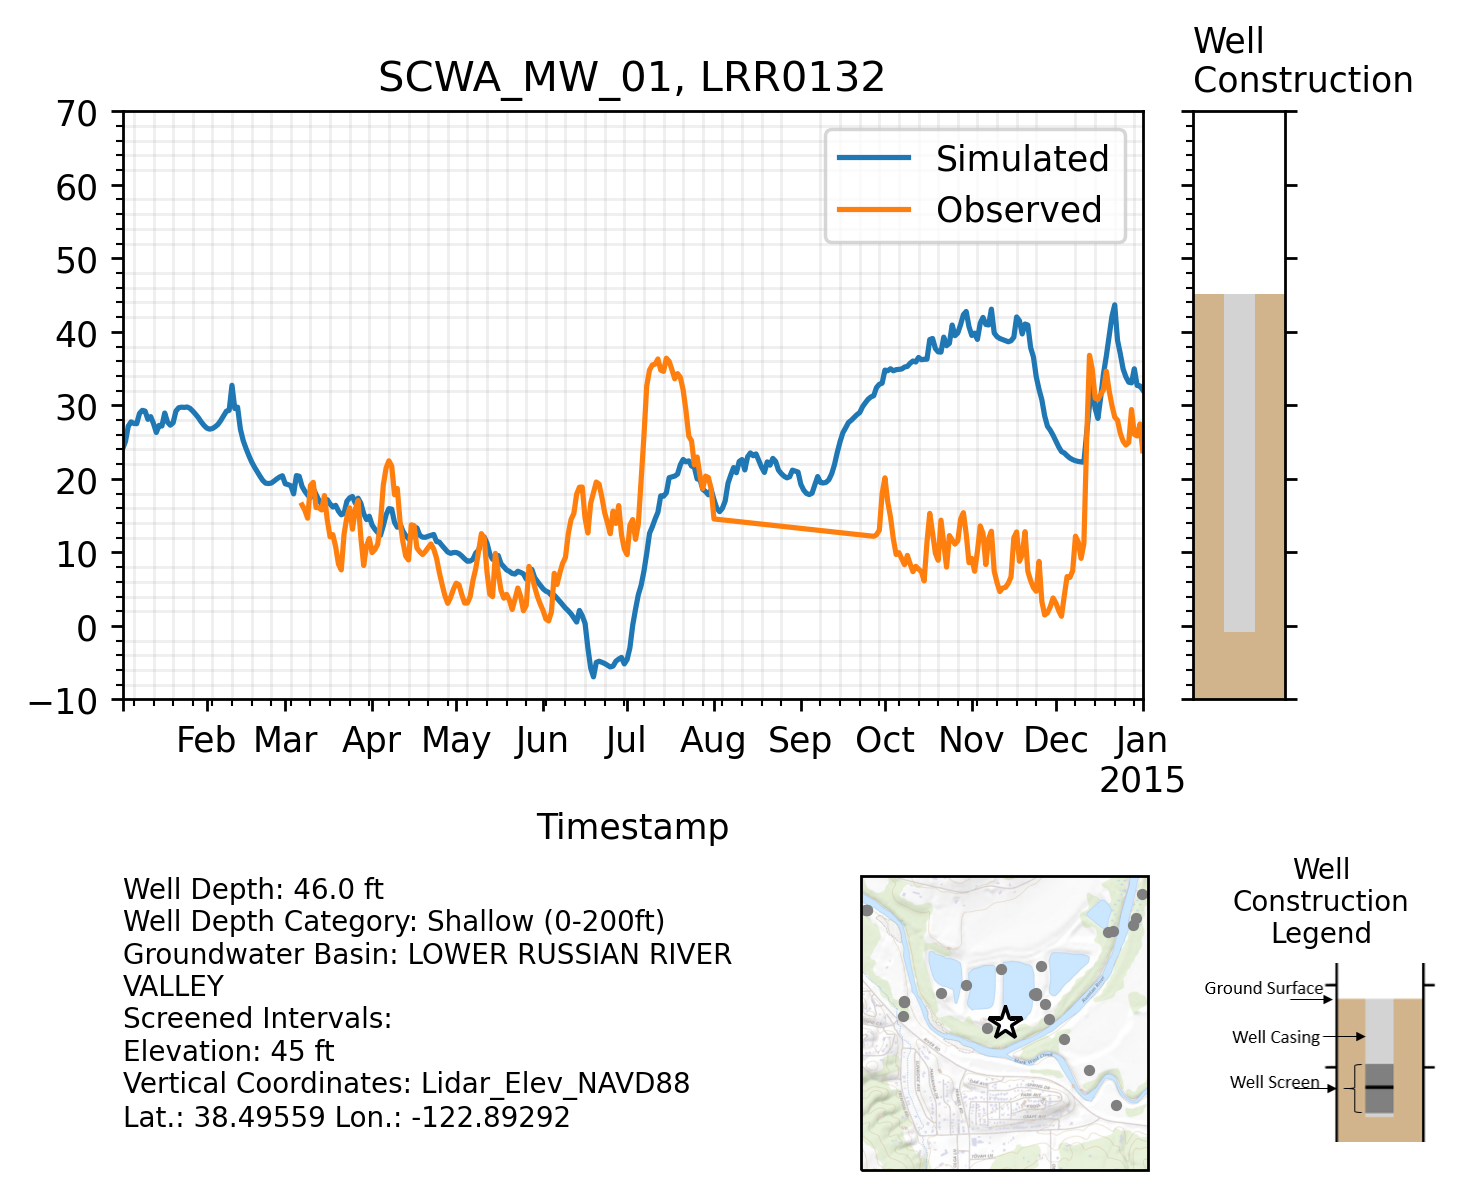 Well
Construction
SCWA_MW_01, LRR0132
Simulated
Observed
70
60
50
40
30
20
10
0
−10
Feb Mar Apr May Jun Jul Aug Sep Oct Nov Dec Jan
2015
Timestamp
Well Depth: 46.0 ft
Well Depth Category: Shallow (0-200ft)
Groundwater Basin: LOWER RUSSIAN RIVER
VALLEY
Screened Intervals:
Elevation: 45 ft
Vertical Coordinates: Lidar_Elev_NAVD88
Lat.: 38.49559 Lon.: -122.89292
Well
Construction
Legend
Ground Surface
Well Casing
Well Screen